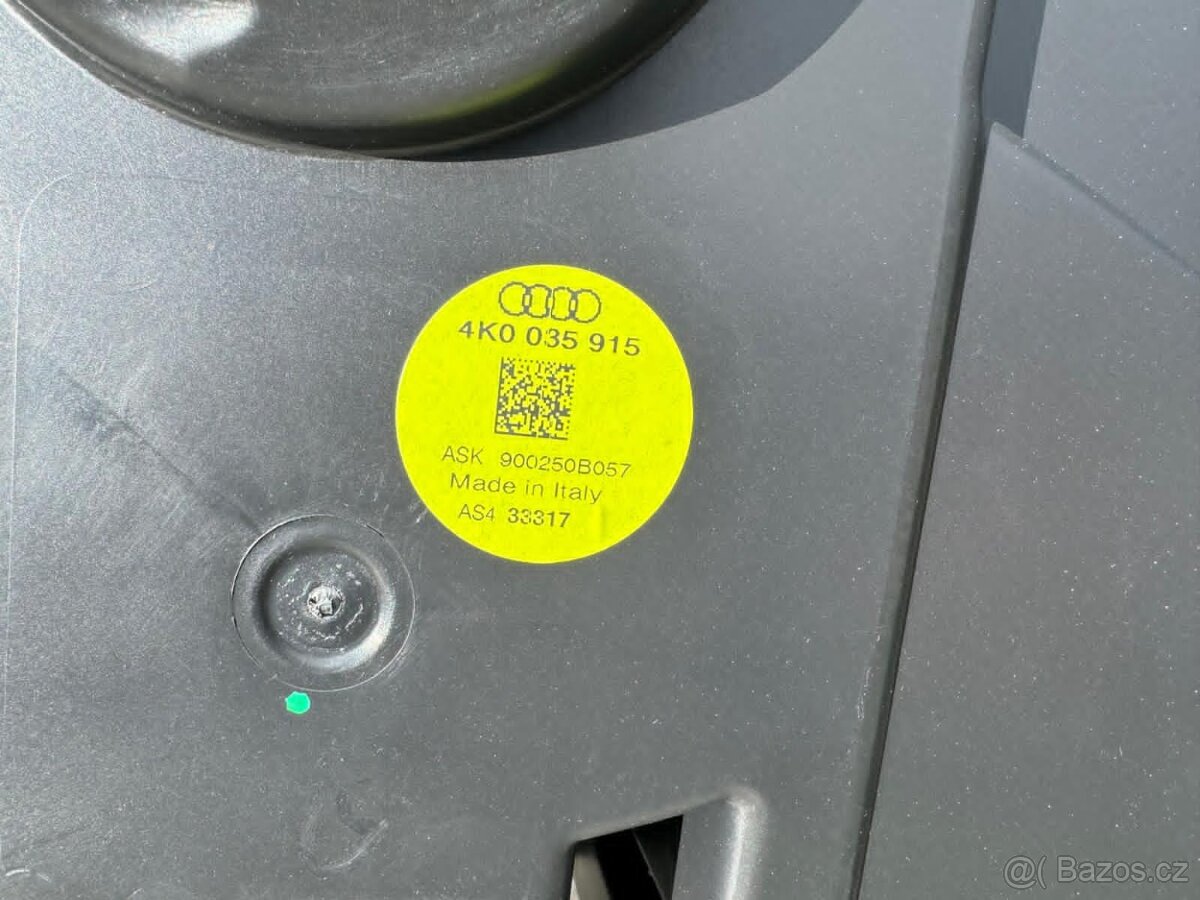 4K0 035 915
ASK 900250B057
Made in Italy
AS4 33317
@( Bazos.cz